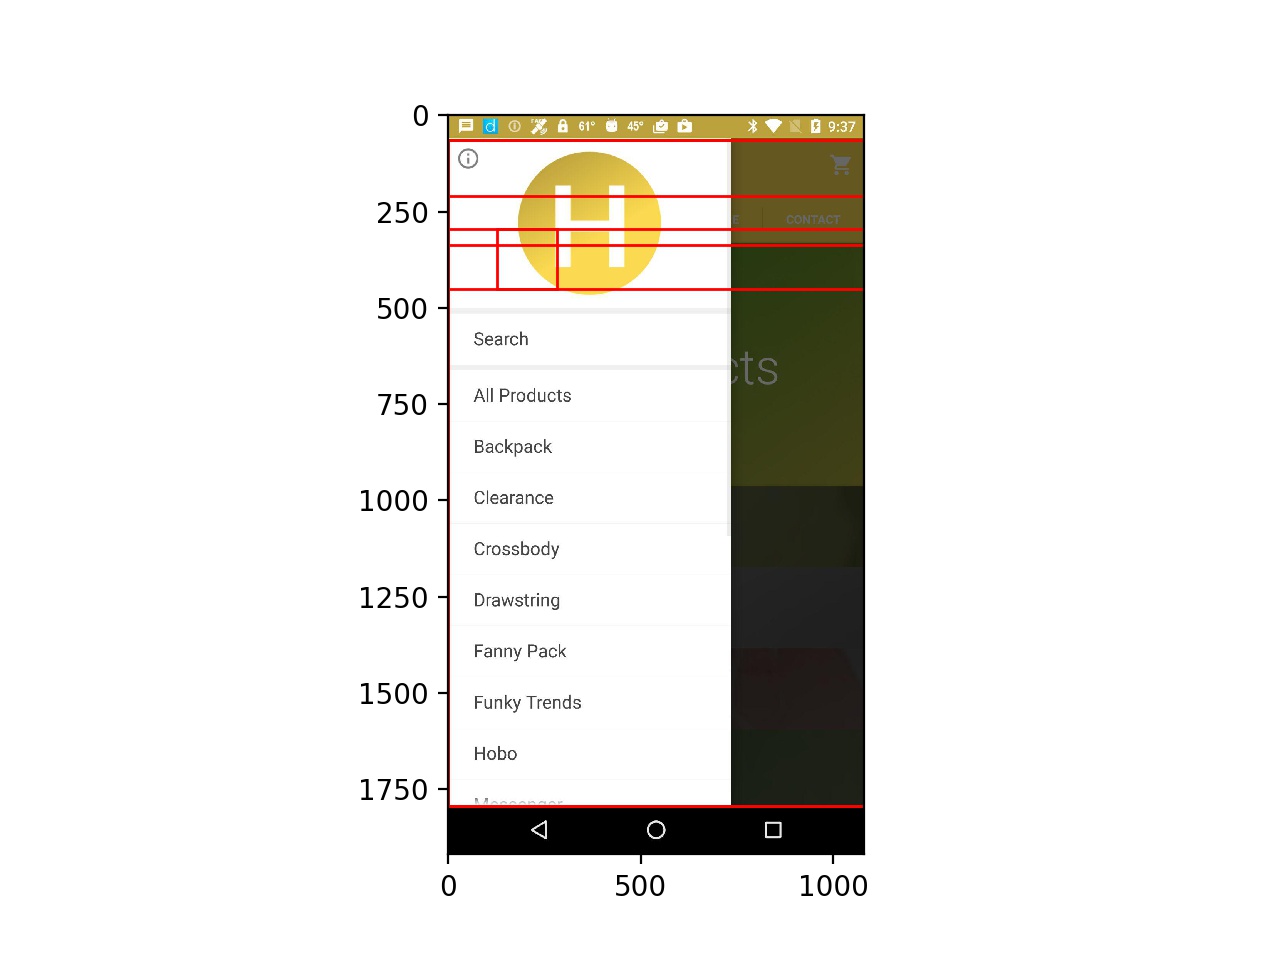 0
250
500
750
1000
1250
1500
1750
61° 45° 9:37
H
E CONTACT
cts
Search
All Products
Backpack
Clearance
Crossbody
Drawstring
Fanny Pack
Funky Trends
Hobo
Messenger
0 500 1000